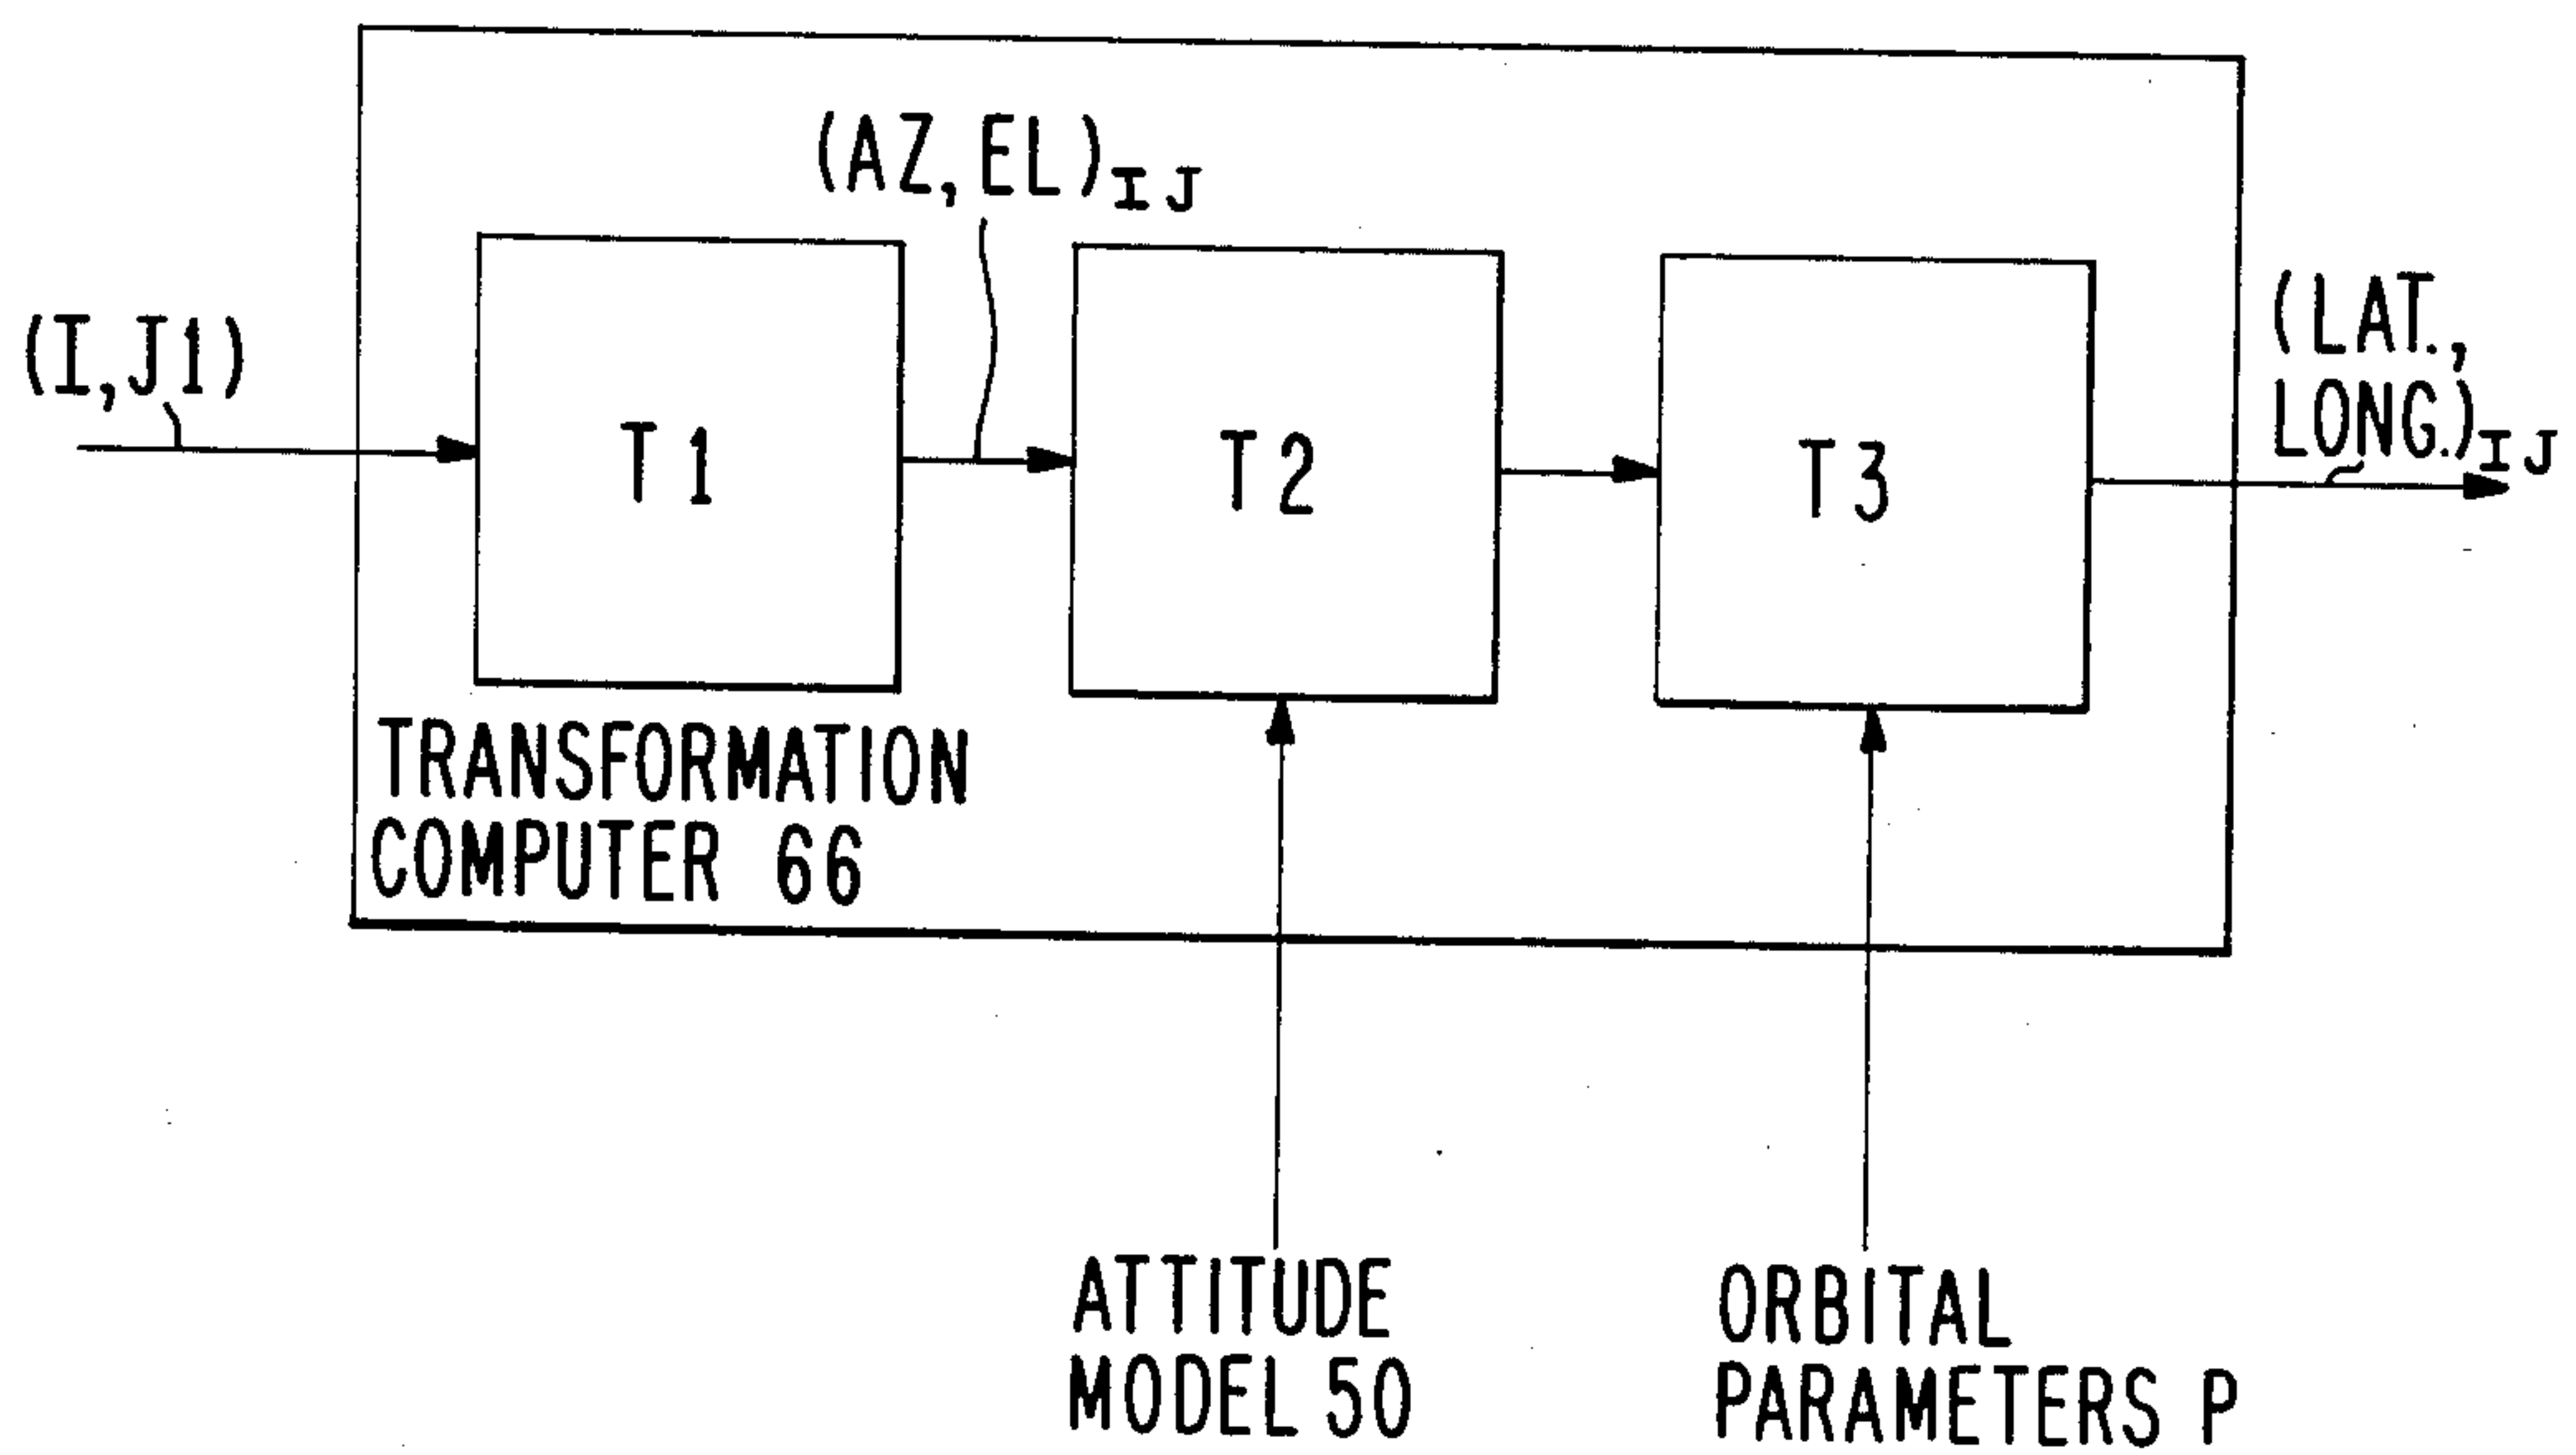 (AZ, EL)IJ
(I,J1)
(LAT.,
LONG.)IJ
T1
T2
T3
TRANSFORMATION
COMPUTER 66
ATTITUDE
MODEL 50
ORBITAL
PARAMETERS P